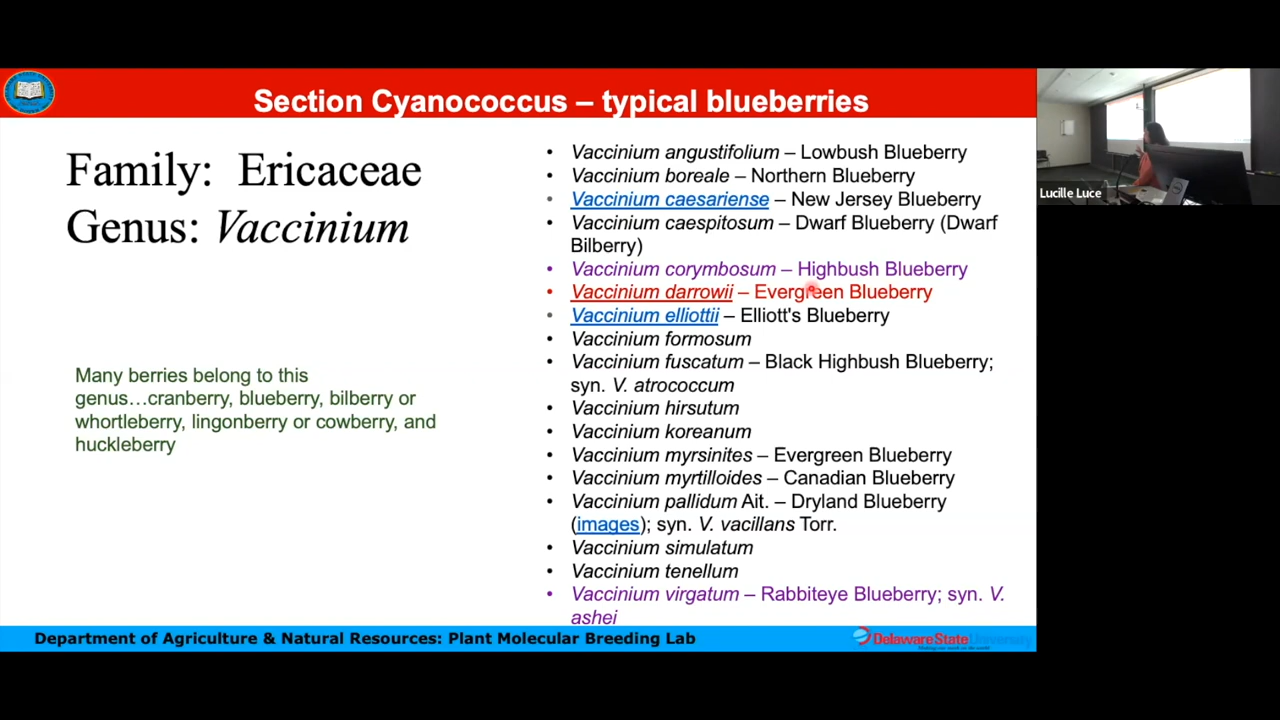 Section Cyanococcus – typical blueberries
Family: Ericaceae
Genus: Vaccinium
Many berries belong to this
genus…cranberry, blueberry, bilberry or
whortleberry, lingonberry or cowberry, and
huckleberry
• Vaccinium angustifolium – Lowbush Blueberry
• Vaccinium boreale – Northern Blueberry
• Vaccinium caesariense – New Jersey Blueberry
• Vaccinium caespitosum – Dwarf Blueberry (Dwarf
Bilberry)
• Vaccinium corymbosum – Highbush Blueberry
• Vaccinium darrowii – Evergreen Blueberry
• Vaccinium elliottii – Elliott's Blueberry
• Vaccinium formosum
• Vaccinium fuscatum – Black Highbush Blueberry;
syn. V. atrococcum
• Vaccinium hirsutum
• Vaccinium koreanum
• Vaccinium myrsinites – Evergreen Blueberry
• Vaccinium myrtilloides – Canadian Blueberry
• Vaccinium pallidum Ait. – Dryland Blueberry
(images); syn. V. vacillans Torr.
• Vaccinium simulatum
• Vaccinium tenellum
• Vaccinium virgatum – Rabbiteye Blueberry; syn. V.
ashei
Department of Agriculture & Natural Resources: Plant Molecular Breeding Lab
DelawareStateUniversity
Lucille Luce